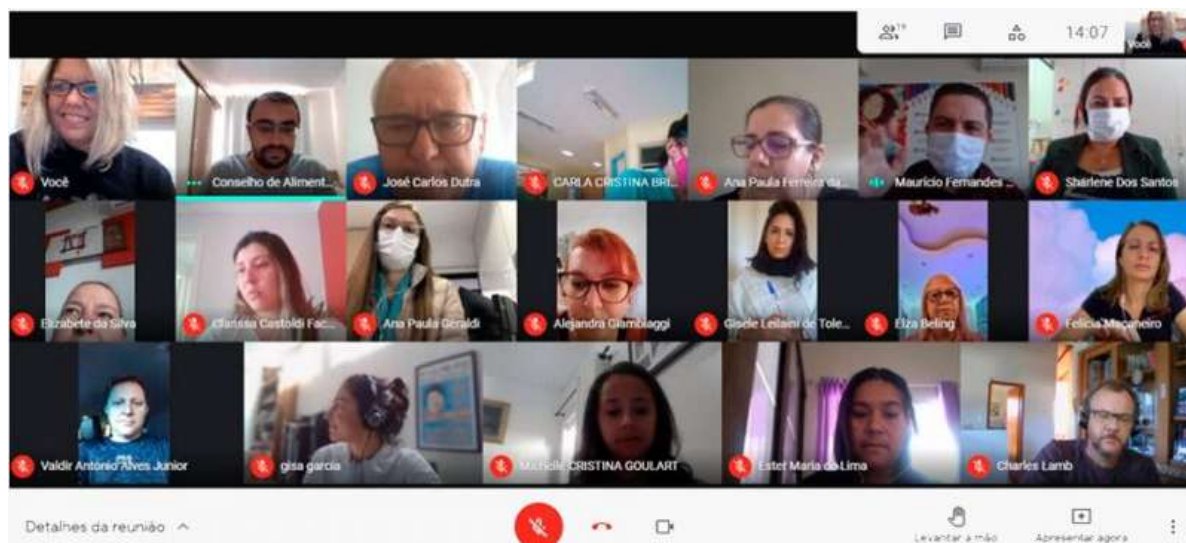 19
14:07
Você
Você
Conselho de Aliment...
José Carlos Dutra
CARLA CRISTINA BRI...
Ana Paula Ferreira da...
Maurício Fernandes ...
Sharlene Dos Santos
Elizabete da Silva
Clarissa Castoldi Fac...
Ana Paula Geraldi
Alejandra Giambiaggi
Gisele Leilaini de Tole...
Elza Beling
Felicia Maçaneiro
Valdir Antonio Alves Junior
gisa garcia
Michelle CRISTINA GOULART
Ester Maria de Lima
Charles Lamb
Detalhes da reunião
Levantar a mão
Apresentar agora